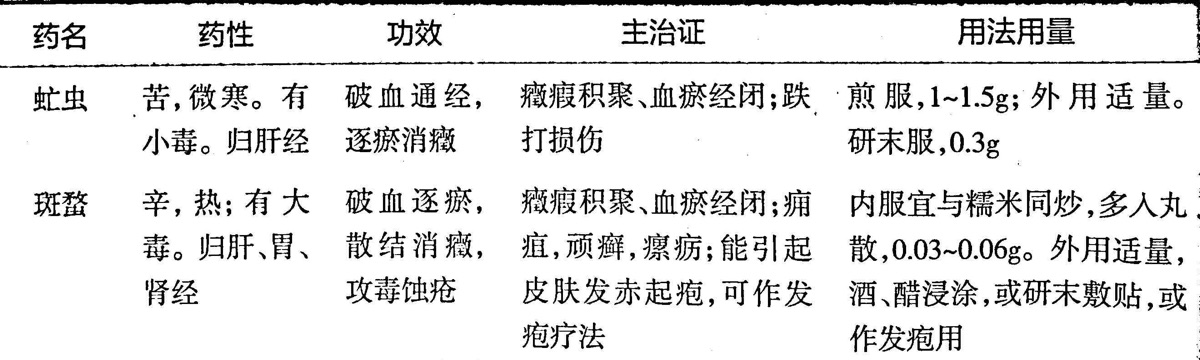 药名 药性 功效 主治证 用法用量
虻虫 苦,微寒。有 破血通经, 癥瘕积聚、血瘀经闭;跌 煎服,1~1.5g;外用适量。
小毒。归肝经 逐瘀消癥 打损伤 研末服,0.3g
斑蝥 辛,热;有大 破血逐瘀, 癥瘕积聚、血瘀经闭;痈 内服宜与糯米同炒,多入丸
毒。归肝、胃、 散结消癥, 疽,顽癣,瘰疬;能引起 散,0.03~0.06g。外用适量,
肾经 攻毒蚀疮 皮肤发赤起疱,可作发 酒、醋浸涂,或研末敷贴,或
疱疗法 作发疱用